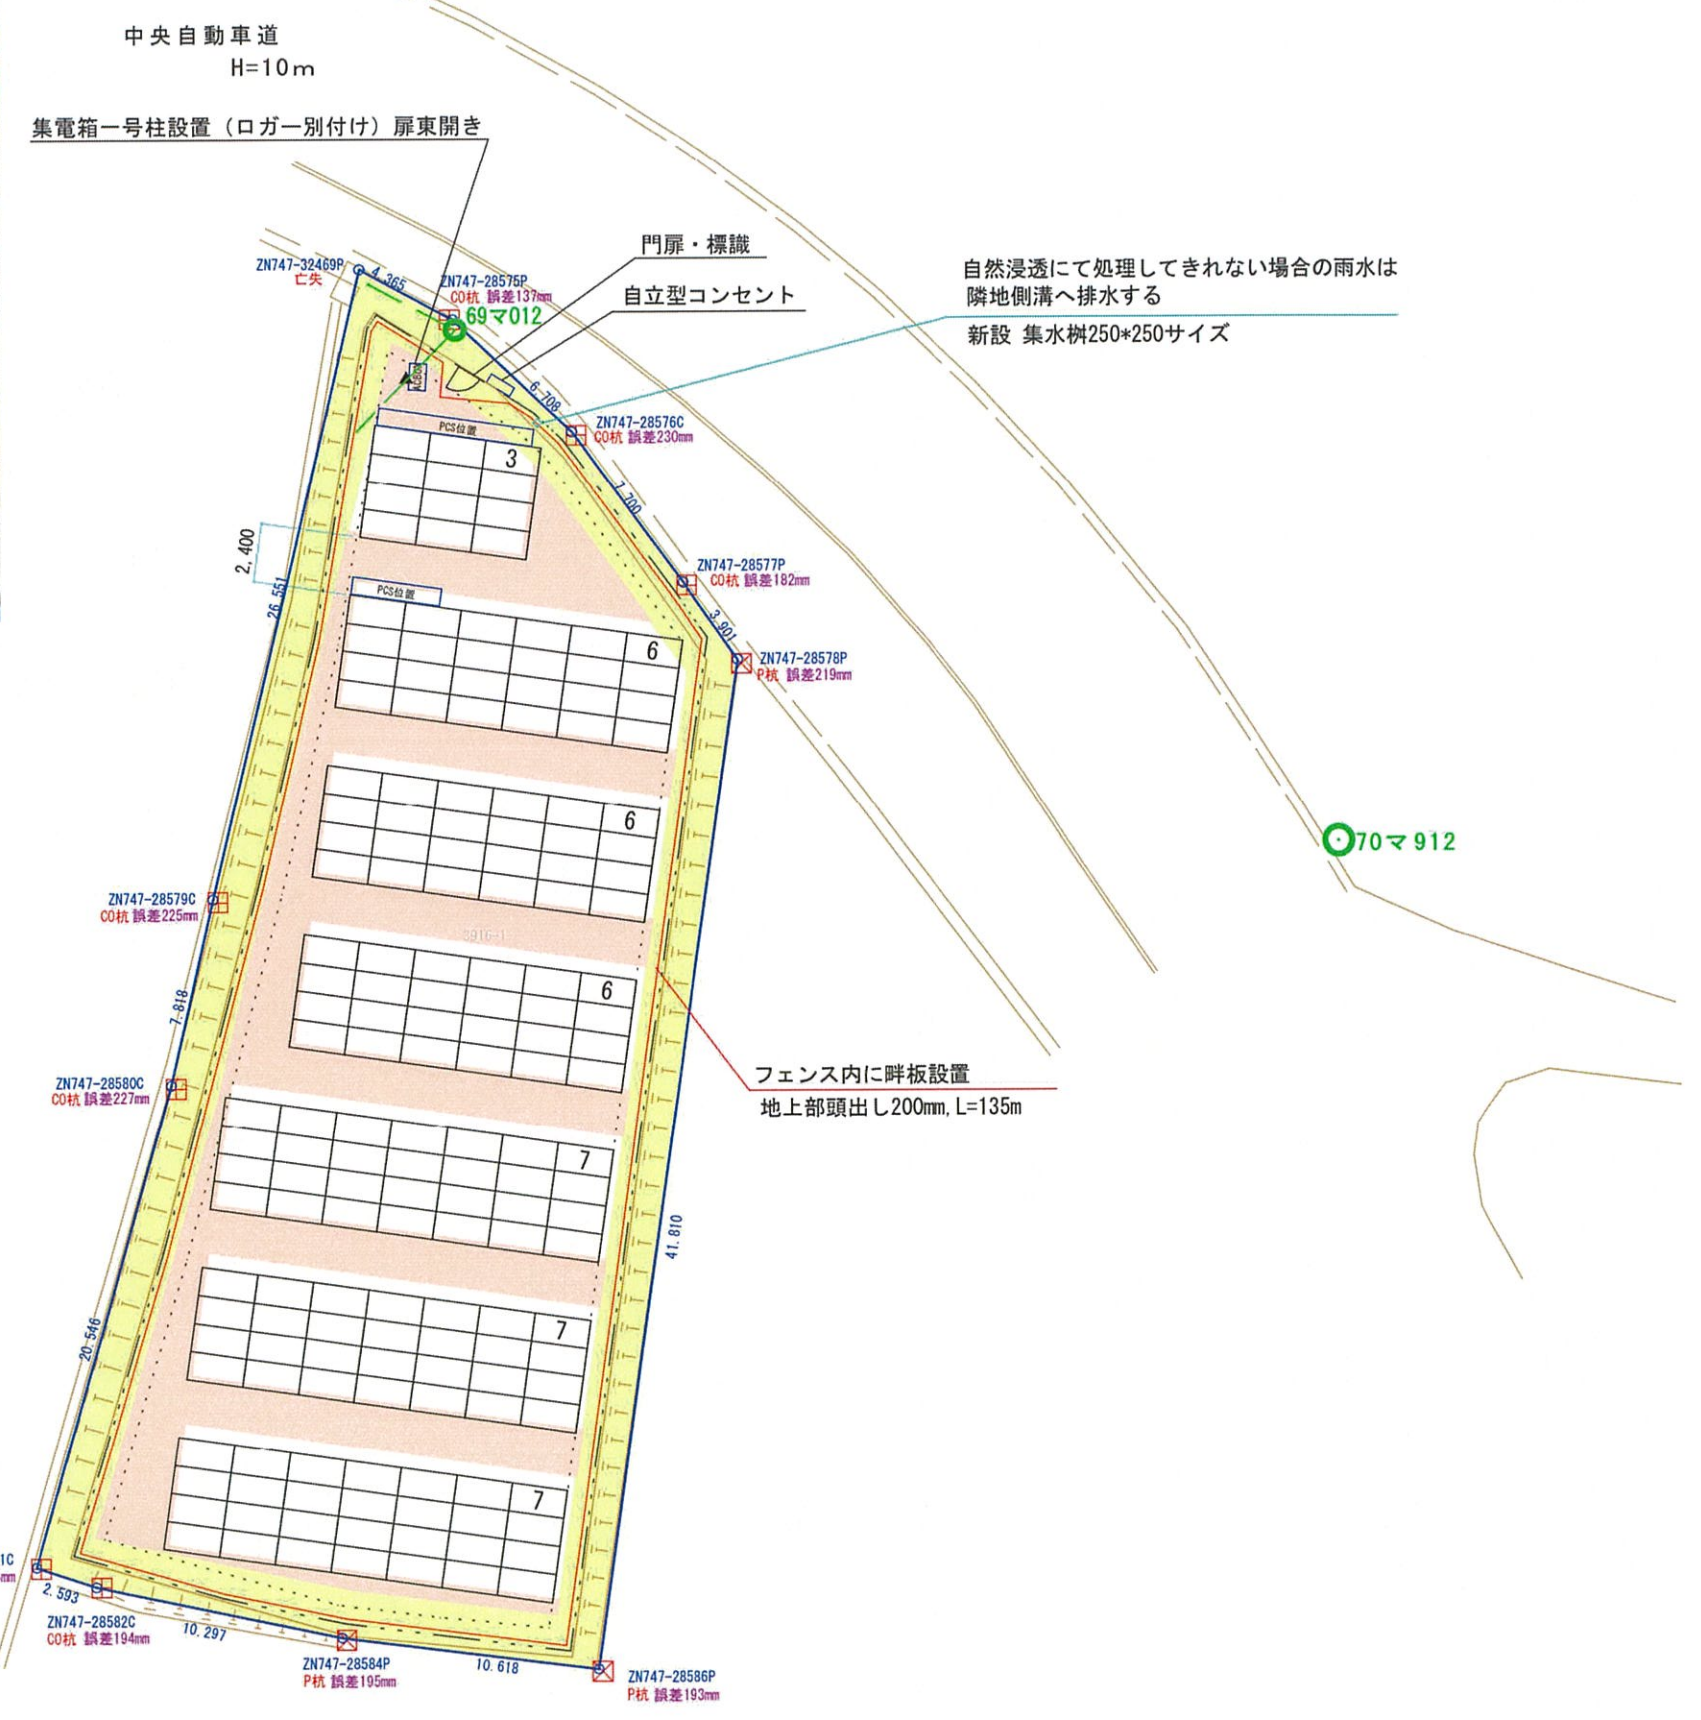 中央自動車道
H=10m
集電箱一号柱設置（ロガー別付け）扉東開き
門扉・標識
自立型コンセント
自然浸透にて処理してきれない場合の雨水は
隣地側溝へ排水する
新設 集水桝250*250サイズ
ZN747-32469P
亡失
4.365
ZN747-28575P
CO杭 誤差137mm
69マ012
6.708
ZN747-28576C
CO杭 誤差230mm
PCS位置
3
7.700
2,400
ZN747-28577P
CO杭 誤差182mm
26.551
PCS位置
3.901
6
ZN747-28578P
P杭 誤差219mm
6
70マ912
ZN747-28579C
CO杭 誤差225mm
3916-1
6
7.818
フェンス内に畔板設置
地上部頭出し200mm, L=135m
ZN747-28580C
CO杭 誤差227mm
7
41.810
20.546
7
7
1C
mm
2.593
ZN747-28582C
CO杭 誤差194mm
10.297
ZN747-28584P
P杭 誤差195mm
10.618
ZN747-28586P
P杭 誤差193mm